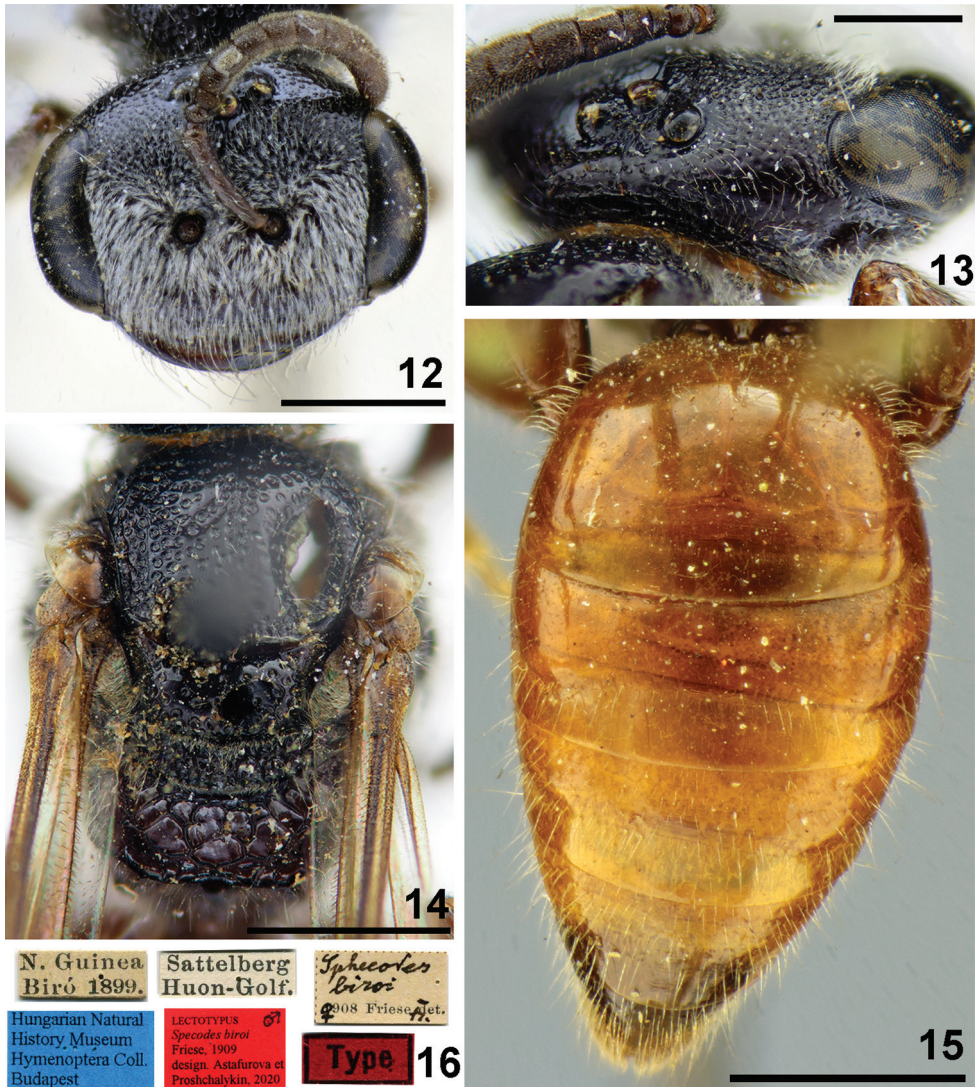 12
13
14
15
N. Guinea
Biró 1899.
Sattelberg
Huon-Golf.
Sphecodes
biroi
♀ 1908 Friese det.
Hungarian Natural
History Museum
Hymenoptera Coll.
Budapest
LECTOTYPUS ♂
Specodes biroi
Friese, 1909
design. Astafurova et
Proshchalykin, 2020
Type
16